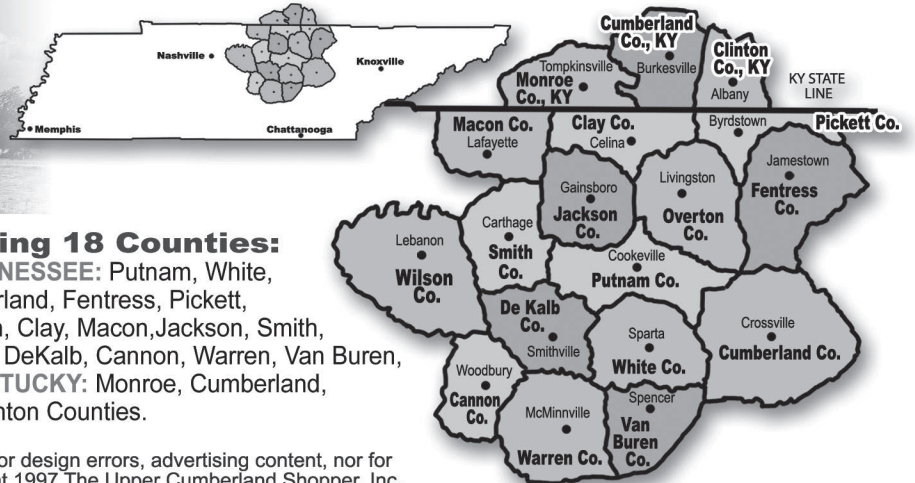 Nashville
Knoxville
Memphis
Chattanooga
Cumberland
Co., KY
Burkesville
Clinton
Co., KY
Albany
Tompkinsville
Monroe
Co., KY
KY STATE
LINE
Macon Co.
Lafayette
Clay Co.
Celina
Byrdstown
Pickett Co.
Jamestown
Fentress
Co.
Gainsboro
Jackson
Co.
Livingston
Overton
Co.
Carthage
Smith
Co.
Lebanon
Wilson
Co.
Cookeville
Putnam Co.
De Kalb
Co.
Smithville
Sparta
White Co.
Crossville
Cumberland Co.
Woodbury
Cannon
Co.
McMinnville
Warren Co.
Spencer
Van
Buren
Co.
ing 18 Counties:
NESSEE: Putnam, White,
rland, Fentress, Pickett,
, Clay, Macon,Jackson, Smith,
DeKalb, Cannon, Warren, Van Buren,
TUCKY: Monroe, Cumberland,
nton Counties.
or design errors, advertising content, nor for
1997 The Upper Cumberland Shopper, Inc